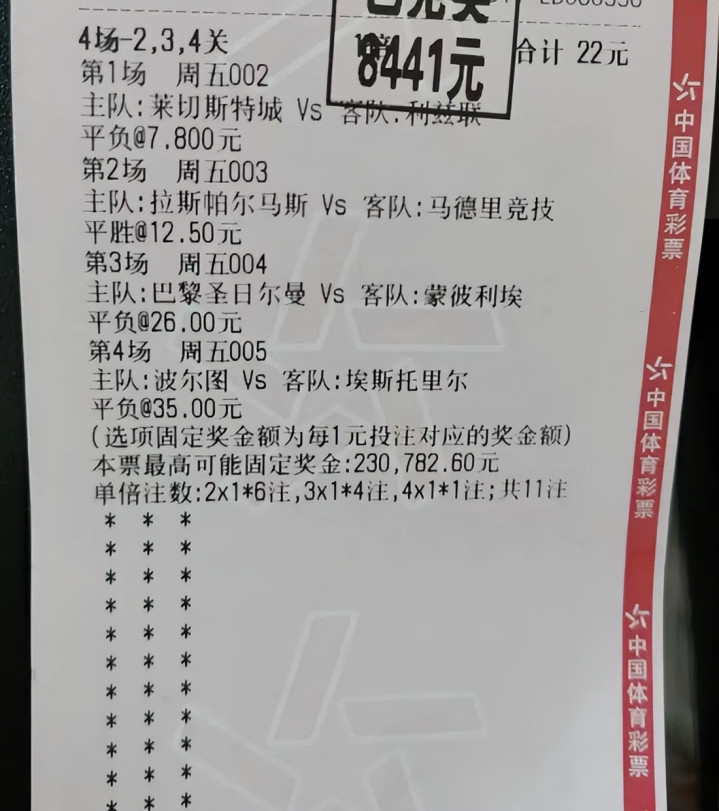 已兑奖
8441元
4场-2,3,4关 合计 22元
第1场 周五002
主队:莱切斯特城 Vs 客队:利兹联
平负@7.800元
第2场 周五003
主队:拉斯帕尔马斯 Vs 客队:马德里竞技
平胜@12.50元
第3场 周五004
主队:巴黎圣日尔曼 Vs 客队:蒙彼利埃
平负@26.00元
第4场 周五005
主队:波尔图 Vs 客队:埃斯托里尔
平负@35.00元
(选项固定奖金额为每1元投注对应的奖金额)
本票最高可能固定奖金:230,782.60元
单倍注数:2x1*6注,3x1*4注,4x1*1注;共11注
* * *
* * *
* * *
* * *
* * *
* * *
* * *
* * *
* * *
* * *
* * *
中国体育彩票
中国体育彩票
中国体育彩票